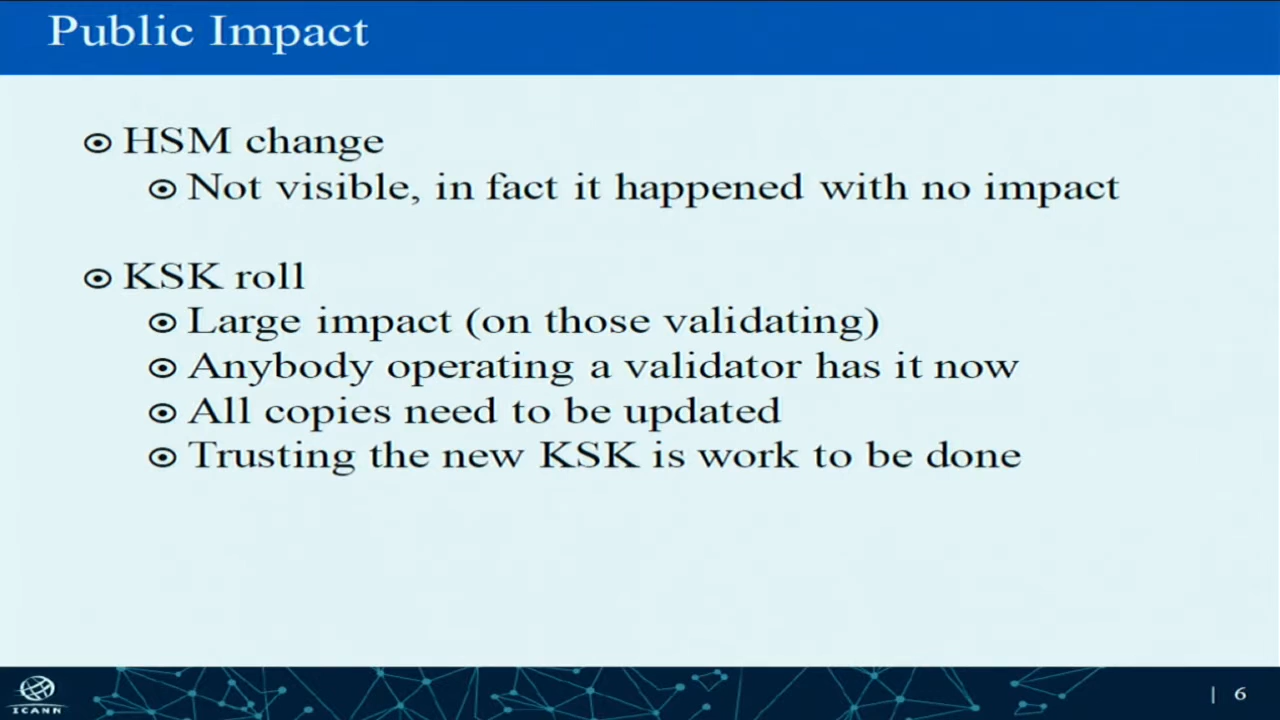 Public Impact
HSM change
Not visible, in fact it happened with no impact
KSK roll
Large impact (on those validating)
Anybody operating a validator has it now
All copies need to be updated
Trusting the new KSK is work to be done
ICANN
| 6